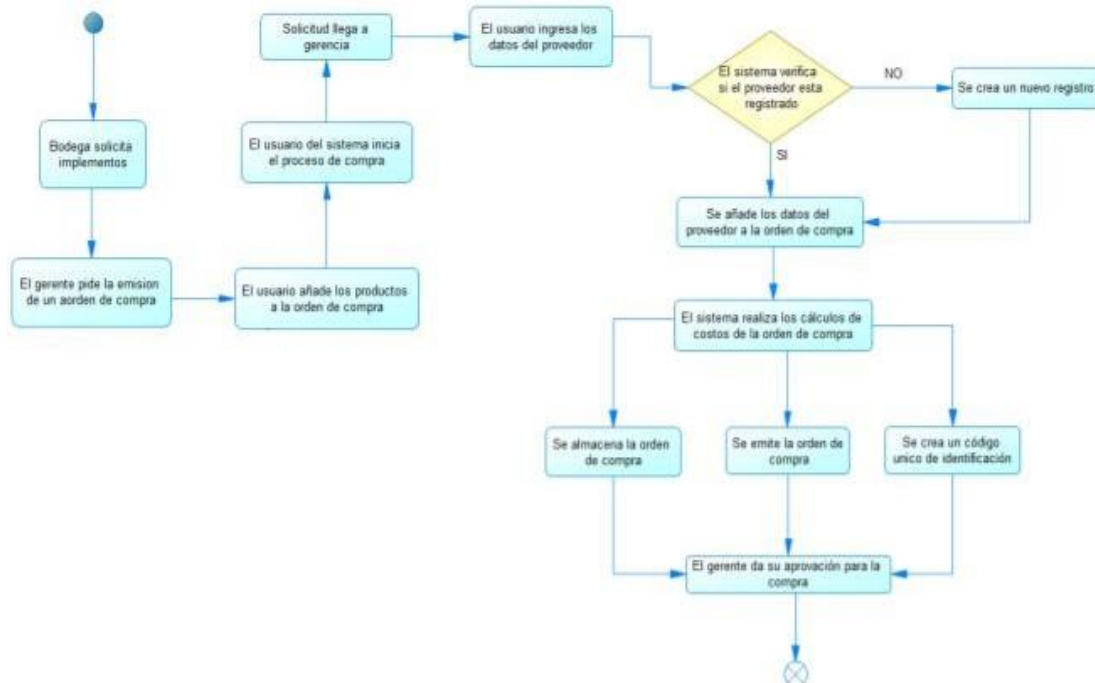 Bodega solicita
implementos
El gerente pide la emision
de un aorden de compra
El usuario añade los productos
a la orden de compra
El usuario del sistema inicia
el proceso de compra
Solicitud llega a
gerencia
El usuario ingresa los
datos del proveedor
El sistema verifica
si el proveedor esta
registrado
NO
Se crea un nuevo registro
SI
Se añade los datos del
proveedor a la orden de compra
El sistema realiza los cálculos de
costos de la orden de compra
Se almacena la orden
de compra
Se emite la orden de
compra
Se crea un código
unico de identificación
El gerente da su aprovación para la
compra